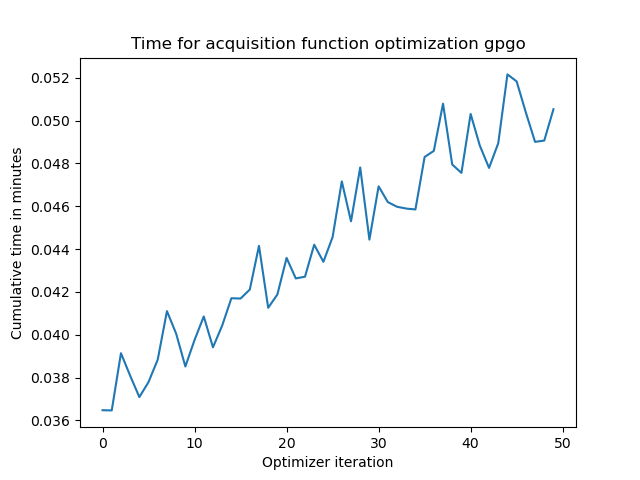 Time for acquisition function optimization gpgo
0.052
0.050
0.048
0.046
0.044
0.042
0.040
0.038
0.036
Cumulative time in minutes
0 10 20 30 40 50
Optimizer iteration